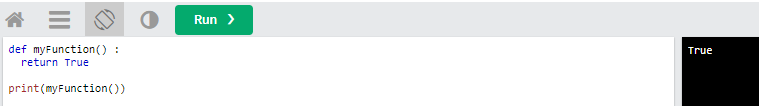 Run ❯
def myFunction() :
  return True
print(myFunction())
True